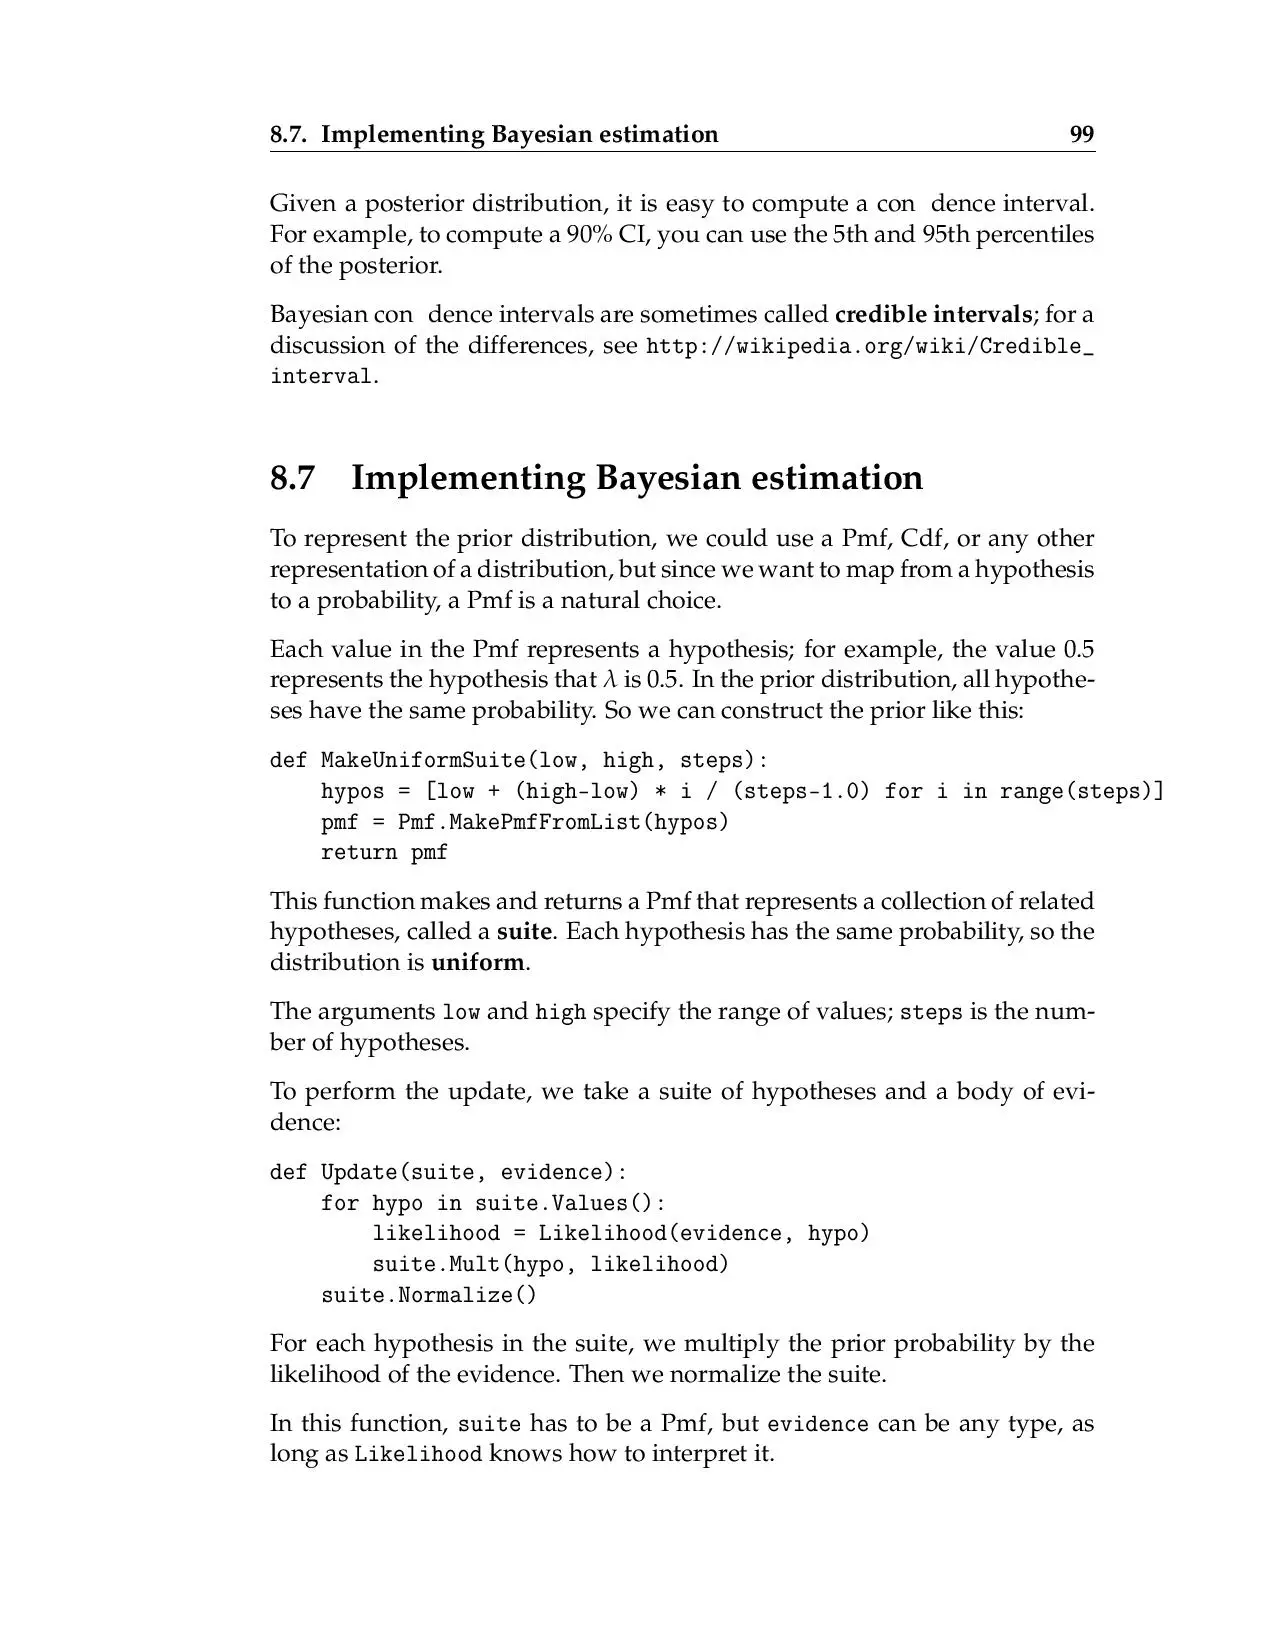 8.7. Implementing Bayesian estimation 99
Given a posterior distribution, it is easy to compute a con dence interval.
For example, to compute a 90% CI, you can use the 5th and 95th percentiles
of the posterior.
Bayesian con dence intervals are sometimes called credible intervals; for a
discussion of the differences, see http://wikipedia.org/wiki/Credible_
interval.
8.7 Implementing Bayesian estimation
To represent the prior distribution, we could use a Pmf, Cdf, or any other
representation of a distribution, but since we want to map from a hypothesis
to a probability, a Pmf is a natural choice.
Each value in the Pmf represents a hypothesis; for example, the value 0.5
represents the hypothesis that λ is 0.5. In the prior distribution, all hypothe-
ses have the same probability. So we can construct the prior like this:
def MakeUniformSuite(low, high, steps):
    hypos = [low + (high-low) * i / (steps-1.0) for i in range(steps)]
    pmf = Pmf.MakePmfFromList(hypos)
    return pmf
This function makes and returns a Pmf that represents a collection of related
hypotheses, called a suite. Each hypothesis has the same probability, so the
distribution is uniform.
The arguments low and high specify the range of values; steps is the num-
ber of hypotheses.
To perform the update, we take a suite of hypotheses and a body of evi-
dence:
def Update(suite, evidence):
    for hypo in suite.Values():
        likelihood = Likelihood(evidence, hypo)
        suite.Mult(hypo, likelihood)
    suite.Normalize()
For each hypothesis in the suite, we multiply the prior probability by the
likelihood of the evidence. Then we normalize the suite.
In this function, suite has to be a Pmf, but evidence can be any type, as
long as Likelihood knows how to interpret it.